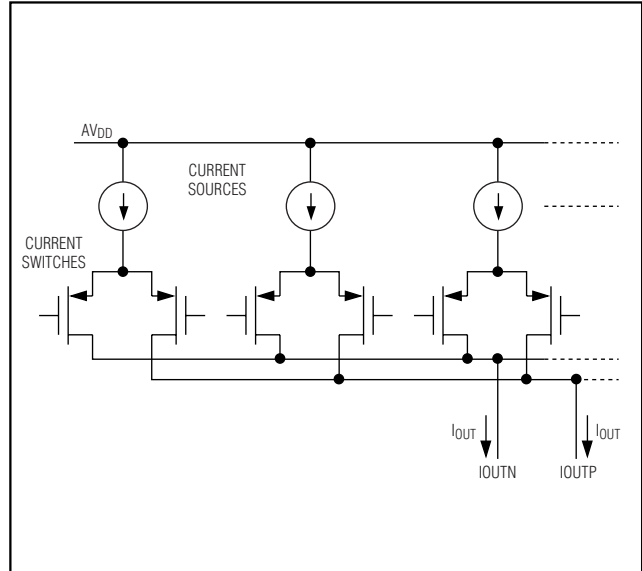 AVDD
CURRENT
SOURCES
CURRENT
SWITCHES
IOUT
IOUT
IOUTN
IOUTP